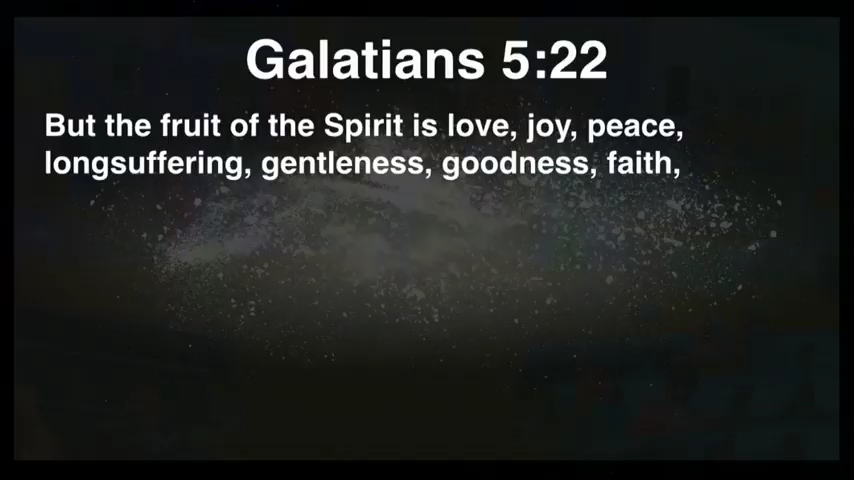 Galatians 5:22
But the fruit of the Spirit is love, joy, peace,
longsuffering, gentleness, goodness, faith,